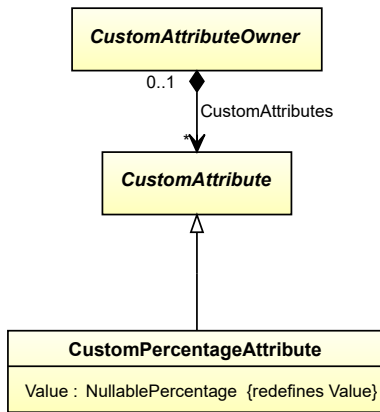 CustomAttributeOwner
0..1
CustomAttributes
*
CustomAttribute
CustomPercentageAttribute
Value : NullablePercentage {redefines Value}